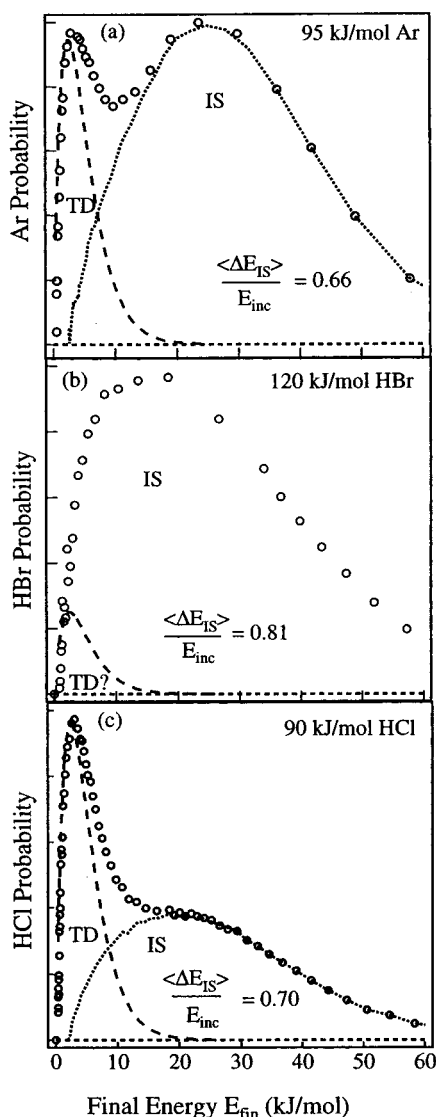 (a)
95 kJ/mol Ar
IS
TD
<ΔE_IS>
E_inc
= 0.66
Ar Probability
(b)
120 kJ/mol HBr
IS
<ΔE_IS>
E_inc
= 0.81
TD?
HBr Probability
(c)
90 kJ/mol HCl
TD
IS
<ΔE_IS>
E_inc
= 0.70
HCl Probability
0 10 20 30 40 50 60
Final Energy E_fin (kJ/mol)